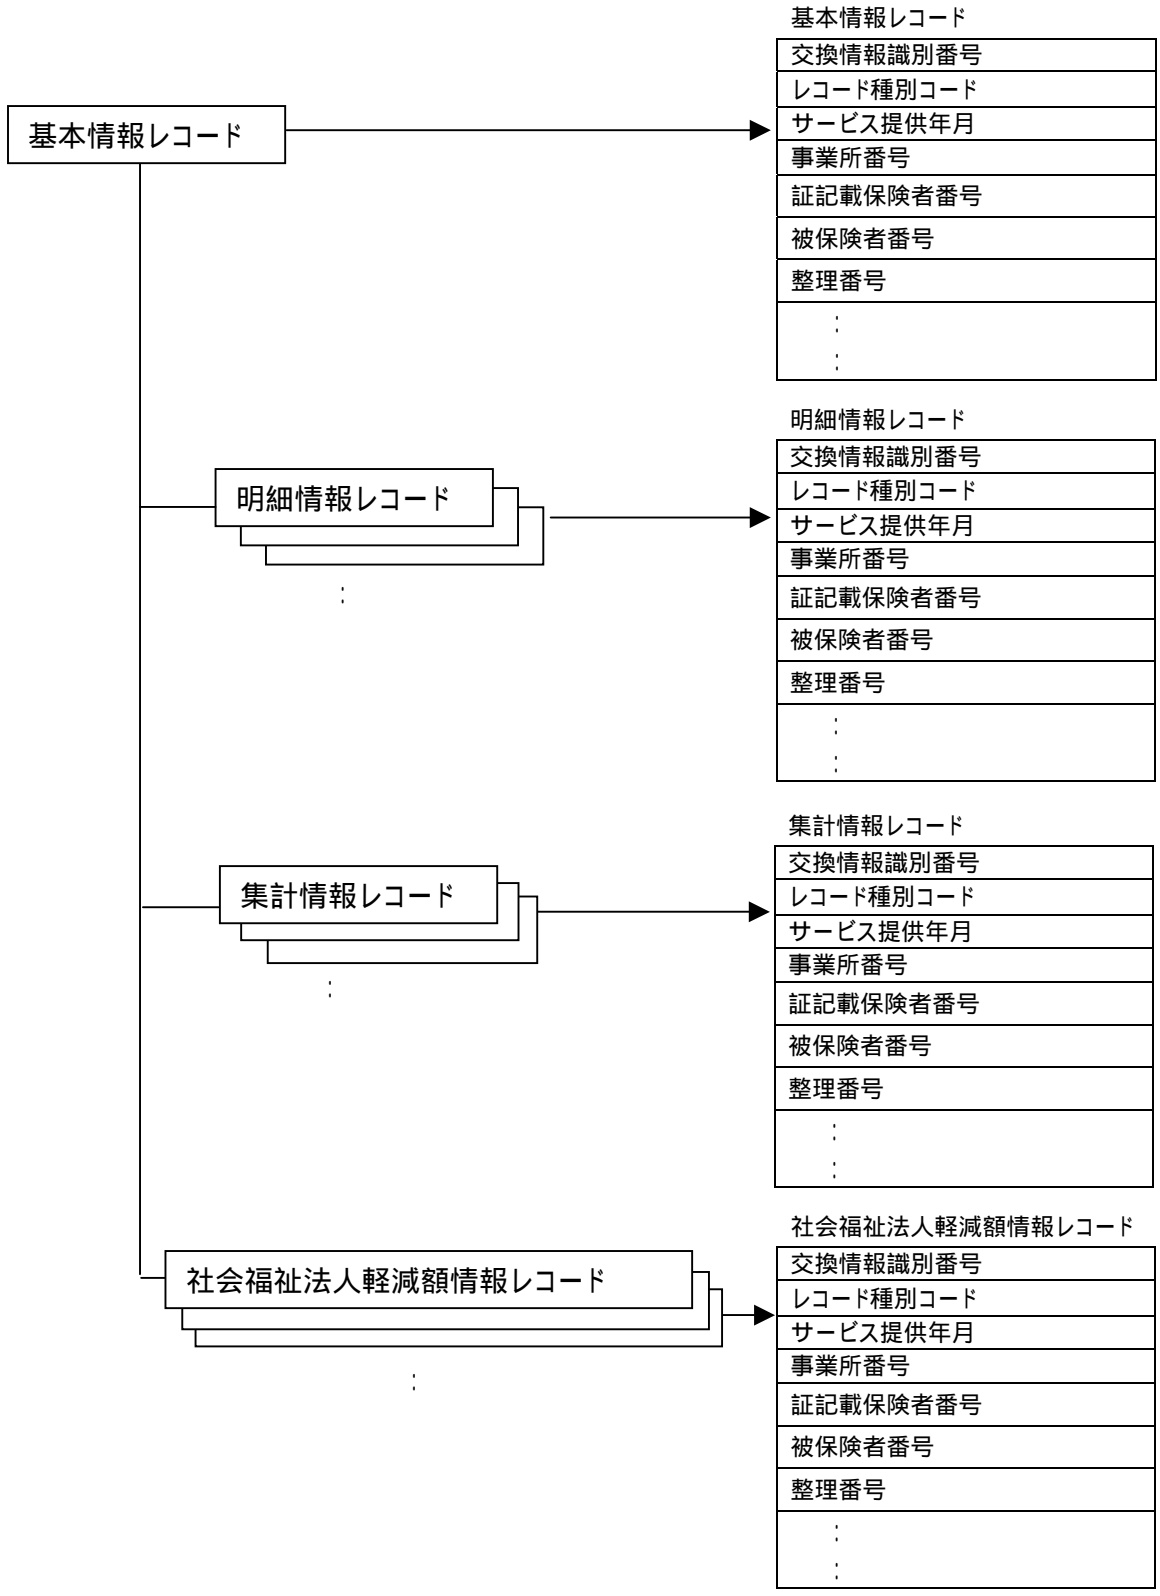 基本情報レコード
基本情報レコード
交換情報識別番号
レコード種別コード
サービス提供年月
事業所番号
証記載保険者番号
被保険者番号
整理番号
:
:
明細情報レコード
:
明細情報レコード
交換情報識別番号
レコード種別コード
サービス提供年月
事業所番号
証記載保険者番号
被保険者番号
整理番号
:
:
集計情報レコード
:
集計情報レコード
交換情報識別番号
レコード種別コード
サービス提供年月
事業所番号
証記載保険者番号
被保険者番号
整理番号
:
:
社会福祉法人軽減額情報レコード
:
社会福祉法人軽減額情報レコード
交換情報識別番号
レコード種別コード
サービス提供年月
事業所番号
証記載保険者番号
被保険者番号
整理番号
:
: